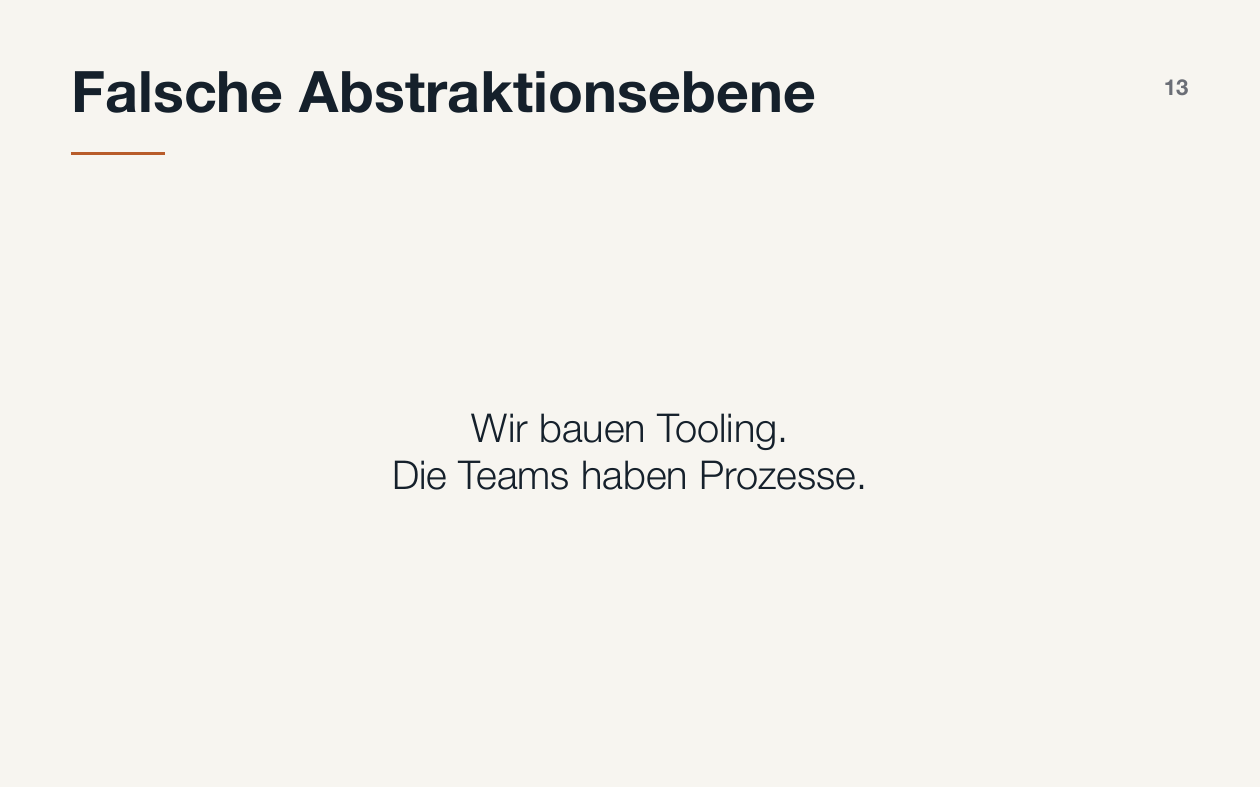 Falsche Abstraktionsebene
13
Wir bauen Tooling.
Die Teams haben Prozesse.